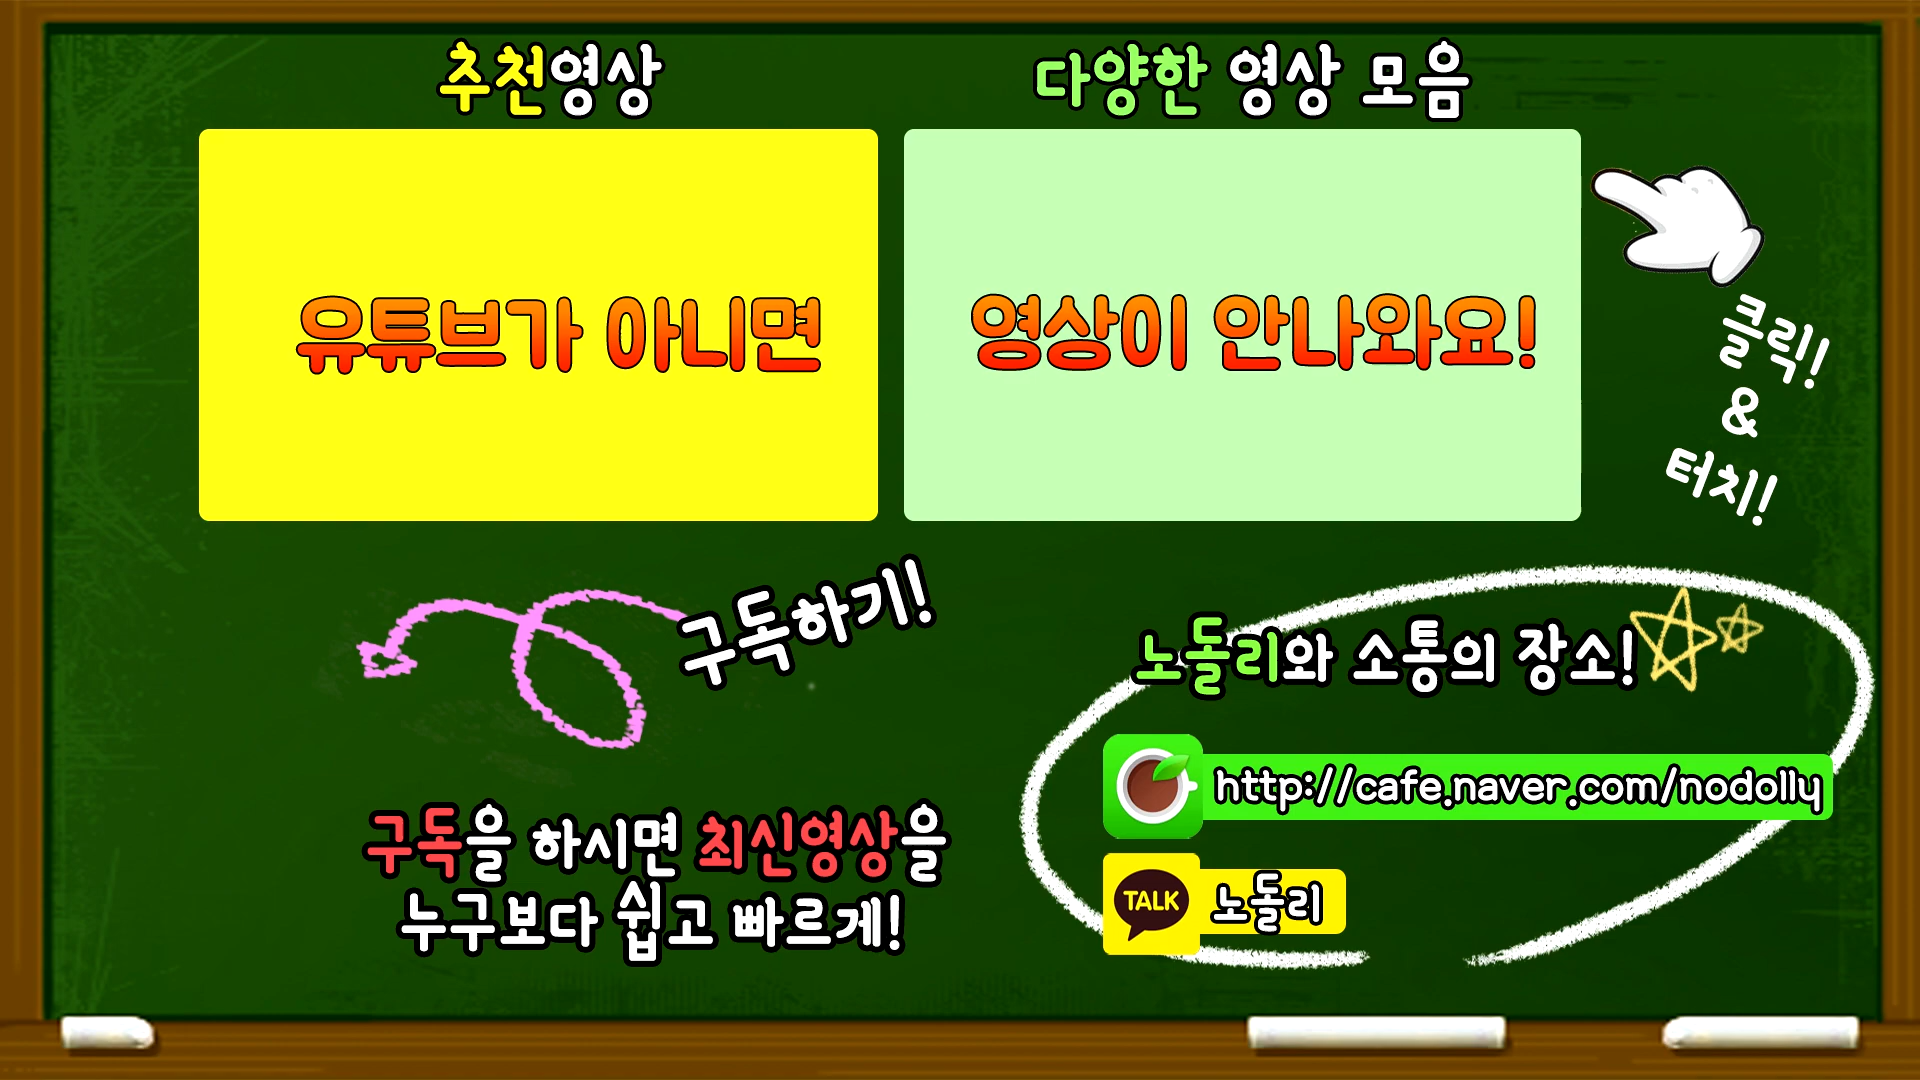 추천영상
다양한 영상 모음
유튜브가 아니면
영상이 안나와요!
클릭!
&
터치!
구독하기!
노돌리와 소통의 장소!
http://cafe.naver.com/nodolly
구독을 하시면 최신영상을
누구보다 쉽고 빠르게!
TALK 노돌리